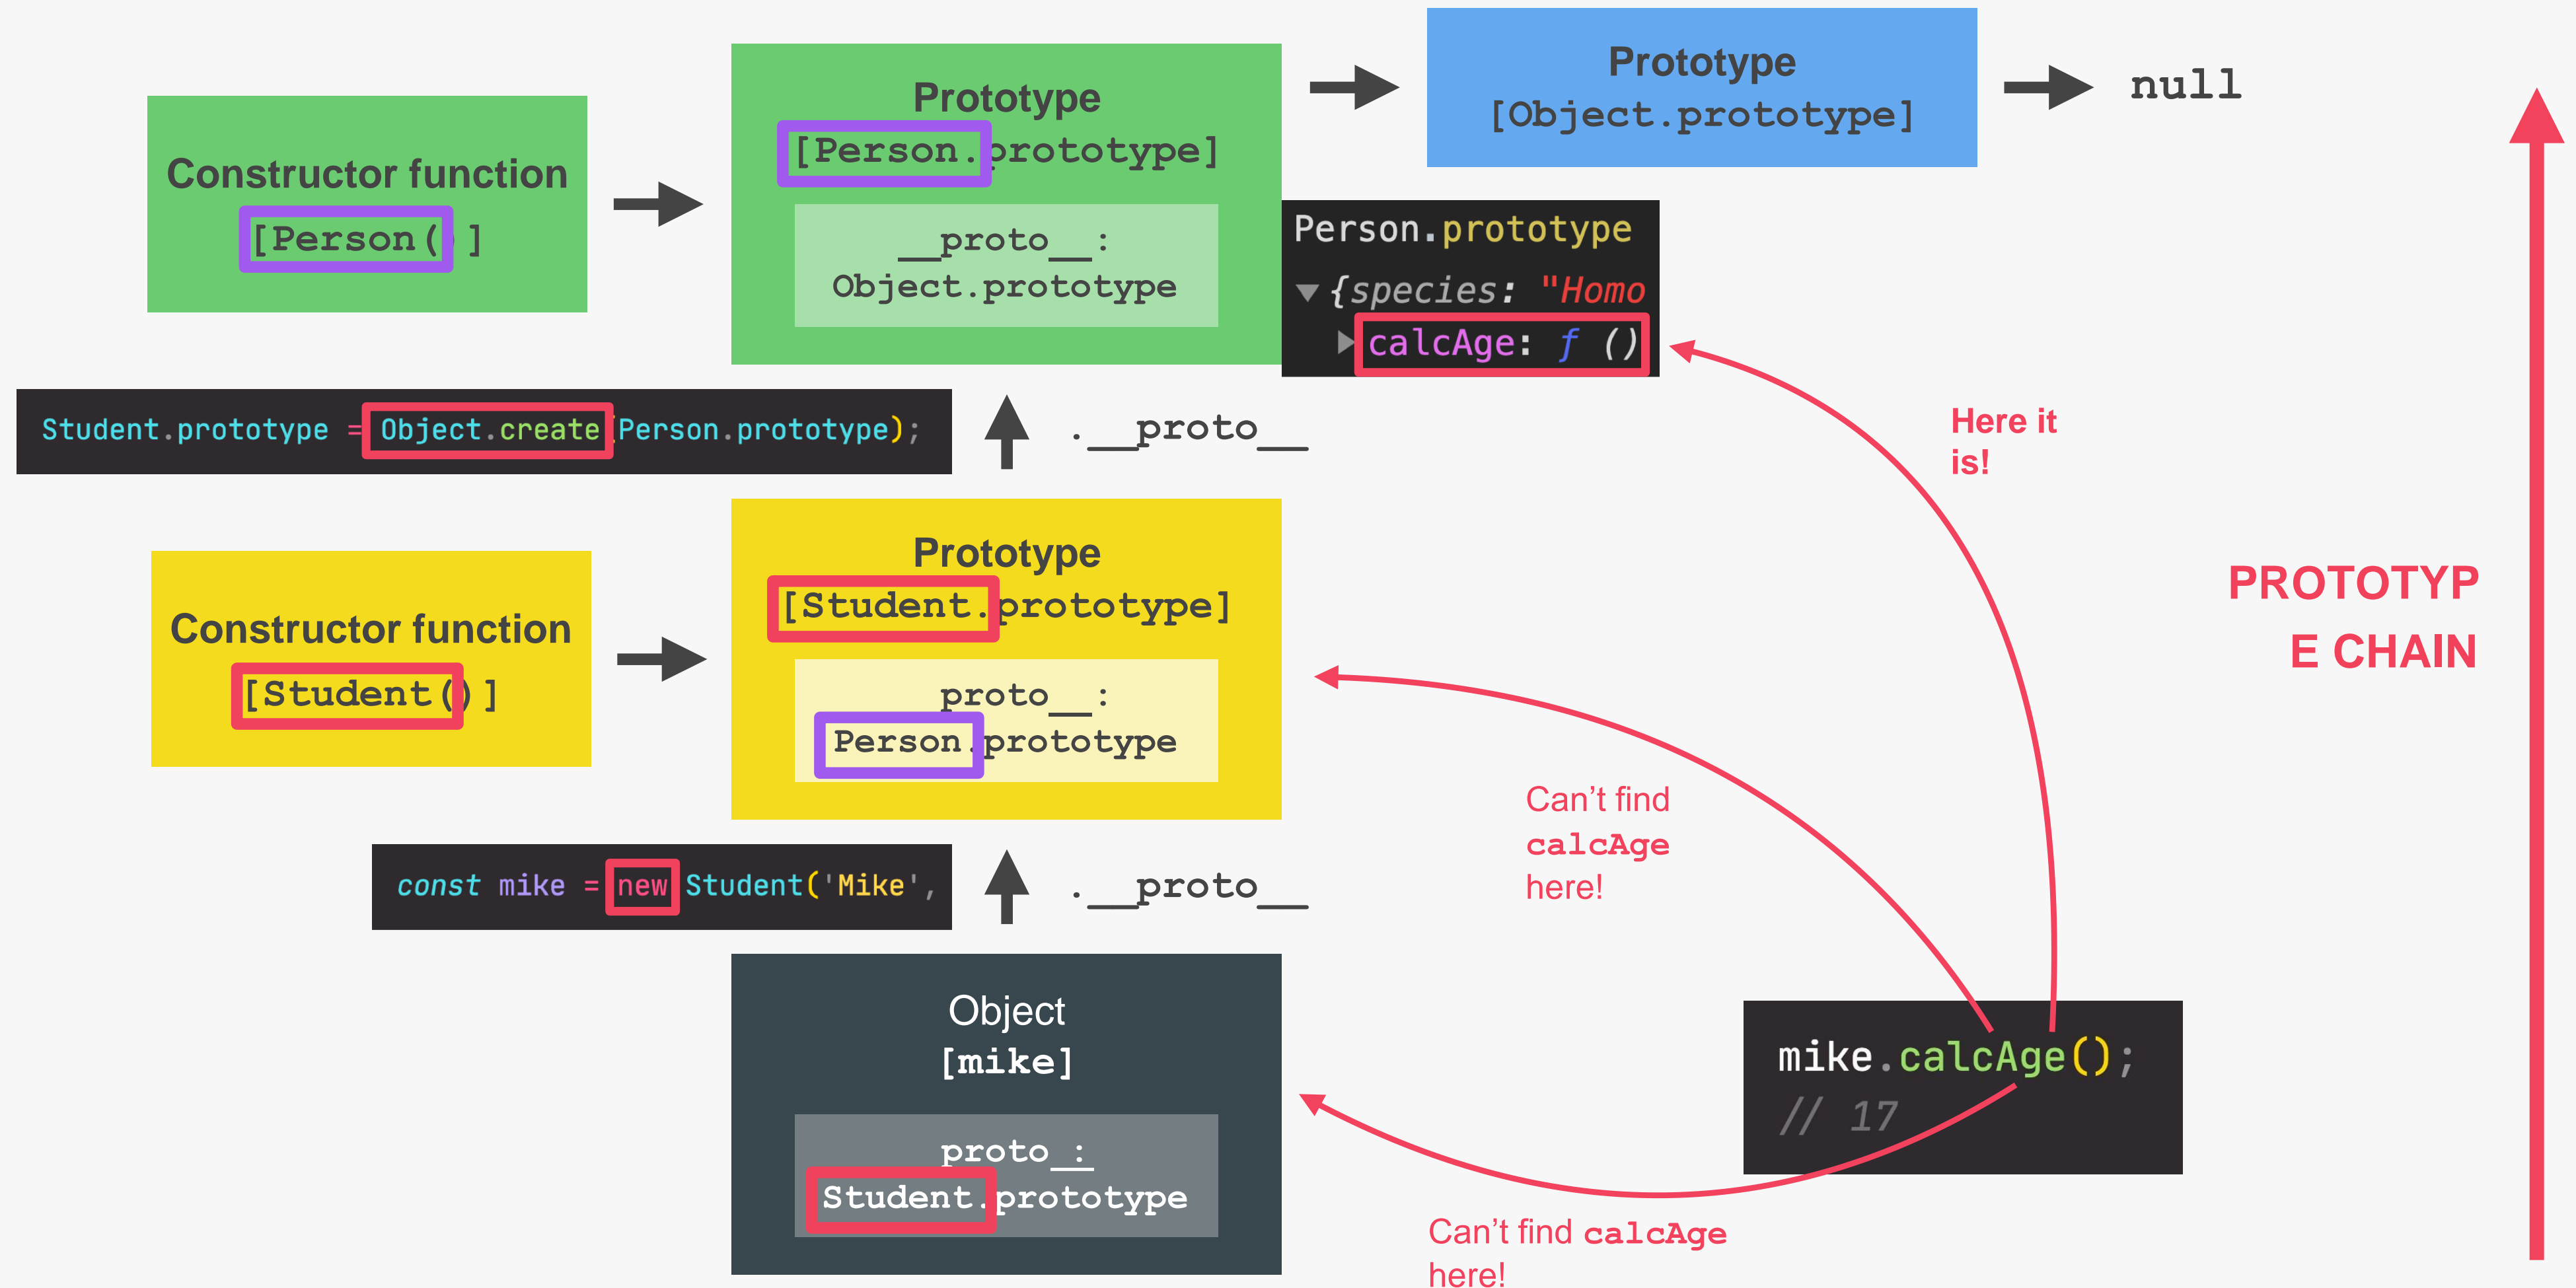 Constructor function
[Person()]
Prototype
[Person.prototype]
__proto__:
Object.prototype
Prototype
[Object.prototype]
null
Person.prototype
{species: "Homo
calcAge: ƒ ()
Student.prototype = Object.create(Person.prototype);
.__proto__
Here it
is!
Constructor function
[Student()]
Prototype
[Student.prototype]
proto__:
Person.prototype
PROTOTYP
E CHAIN
Can’t find
calcAge
here!
const mike = new Student('Mike',
.__proto__
Object
[mike]
proto_:
Student.prototype
mike.calcAge();
// 17
Can’t find calcAge
here!